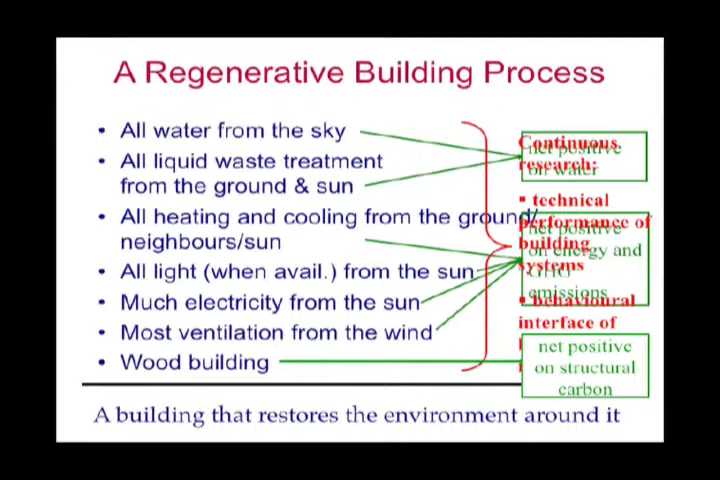 A Regenerative Building Process
• All water from the sky
• All liquid waste treatment
from the ground & sun
• All heating and cooling from the ground/
neighbours/sun
• All light (when avail.) from the sun
• Much electricity from the sun
• Most ventilation from the wind
• Wood building
Continuous
research:
▪ technical
performance of
building
systems
▪ behavioural
interface of
net positive
on water
net positive
on energy and
GHG
emissions
net positive
on structural
carbon
A building that restores the environment around it